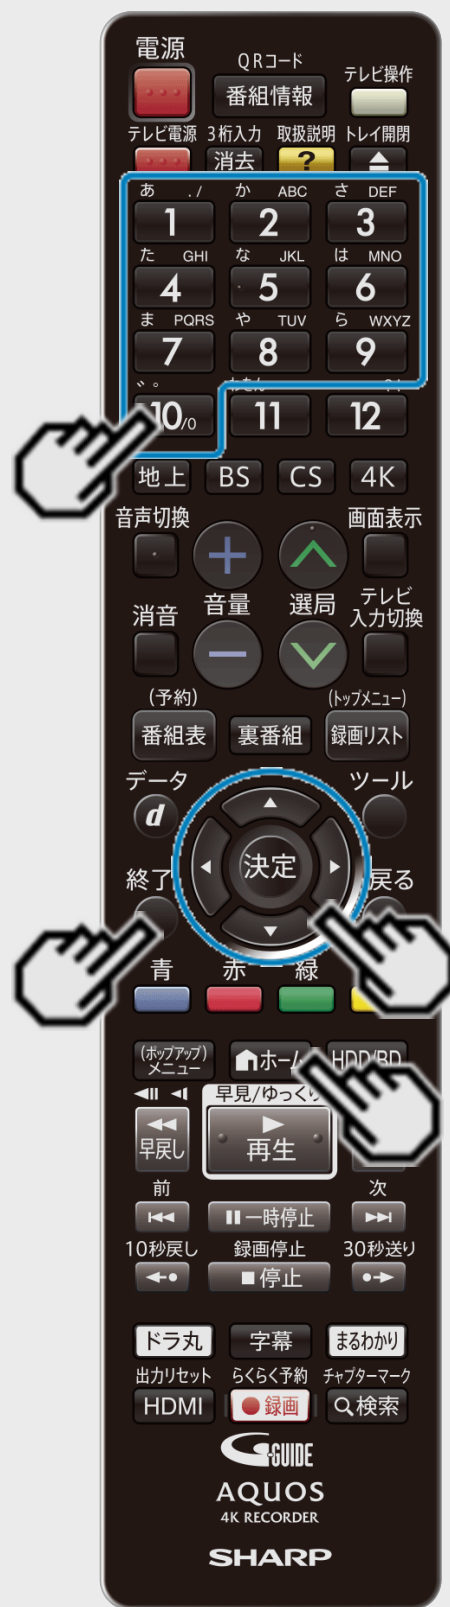 電源
QRコード
番組情報
テレビ操作
テレビ電源 3桁入力 取扱説明 トレイ開閉
消去 ?
あ ./ か ABC さ DEF
1 2 3
た GHI な JKL は MNO
4 5 6
ま PQRS や TUV ら WXYZ
7 8 9
10/0 11 12
地上 BS CS 4K
音声切換 画面表示
消音 音量 選局 テレビ
入力切換
(予約) (トップメニュー)
番組表 裏番組 録画リスト
データ ツール
d
決定
終了 戻る
青 赤 緑
(ポップアップ)
メニュー
ホーム HDD/BD
早見/ゆっくり
早戻し 再生
前 次
一時停止
10秒戻し 録画停止 30秒送り
停止
ドラ丸 字幕 まるわかり
出力リセット らくらく予約 チャプターマーク
HDMI 録画 検索
G-GUIDE
AQUOS
4K RECORDER
SHARP